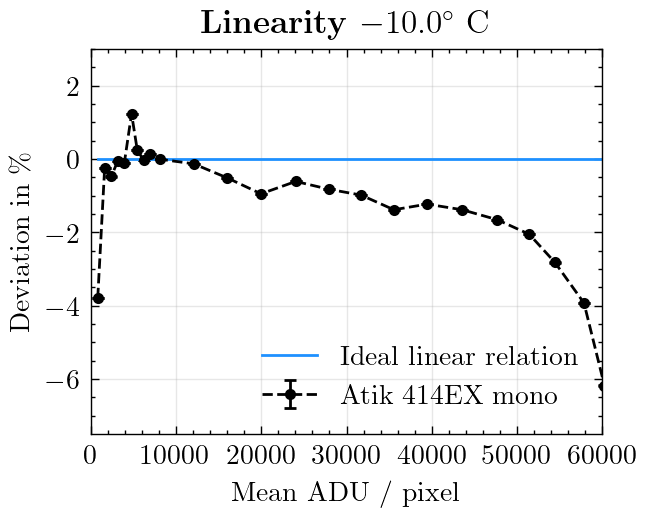 Linearity −10.0° C
Deviation in %
2
0
−2
−4
−6
Ideal linear relation
Atik 414EX mono
0 10000 20000 30000 40000 50000 60000
Mean ADU / pixel